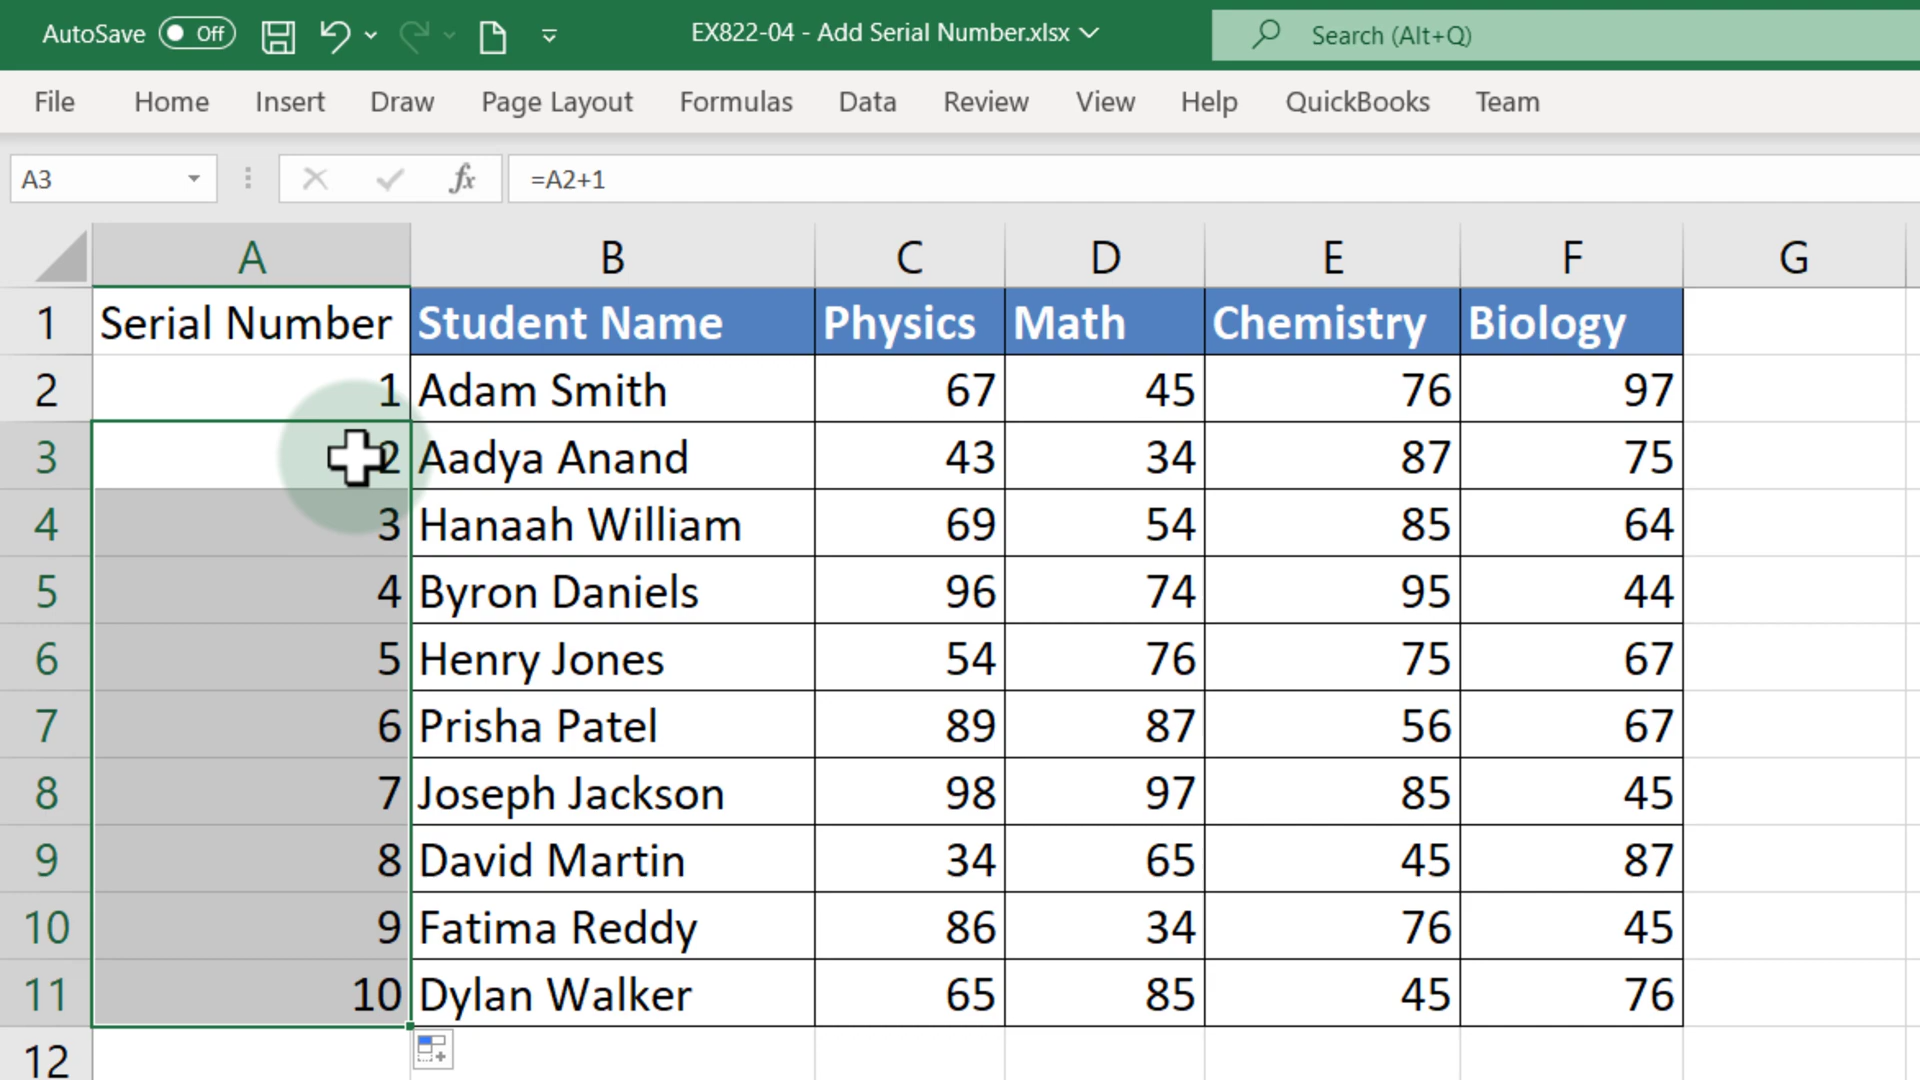 AutoSave Off EX822-04 - Add Serial Number.xlsx Search (Alt+Q)
File Home Insert Draw Page Layout Formulas Data Review View Help QuickBooks Team
A3 fx =A2+1
A B C D E F G
1 Serial Number Student Name Physics Math Chemistry Biology
2 1 Adam Smith 67 45 76 97
3 2 Aadya Anand 43 34 87 75
4 3 Hanaah William 69 54 85 64
5 4 Byron Daniels 96 74 95 44
6 5 Henry Jones 54 76 75 67
7 6 Prisha Patel 89 87 56 67
8 7 Joseph Jackson 98 97 85 45
9 8 David Martin 34 65 45 87
10 9 Fatima Reddy 86 34 76 45
11 10 Dylan Walker 65 85 45 76
12